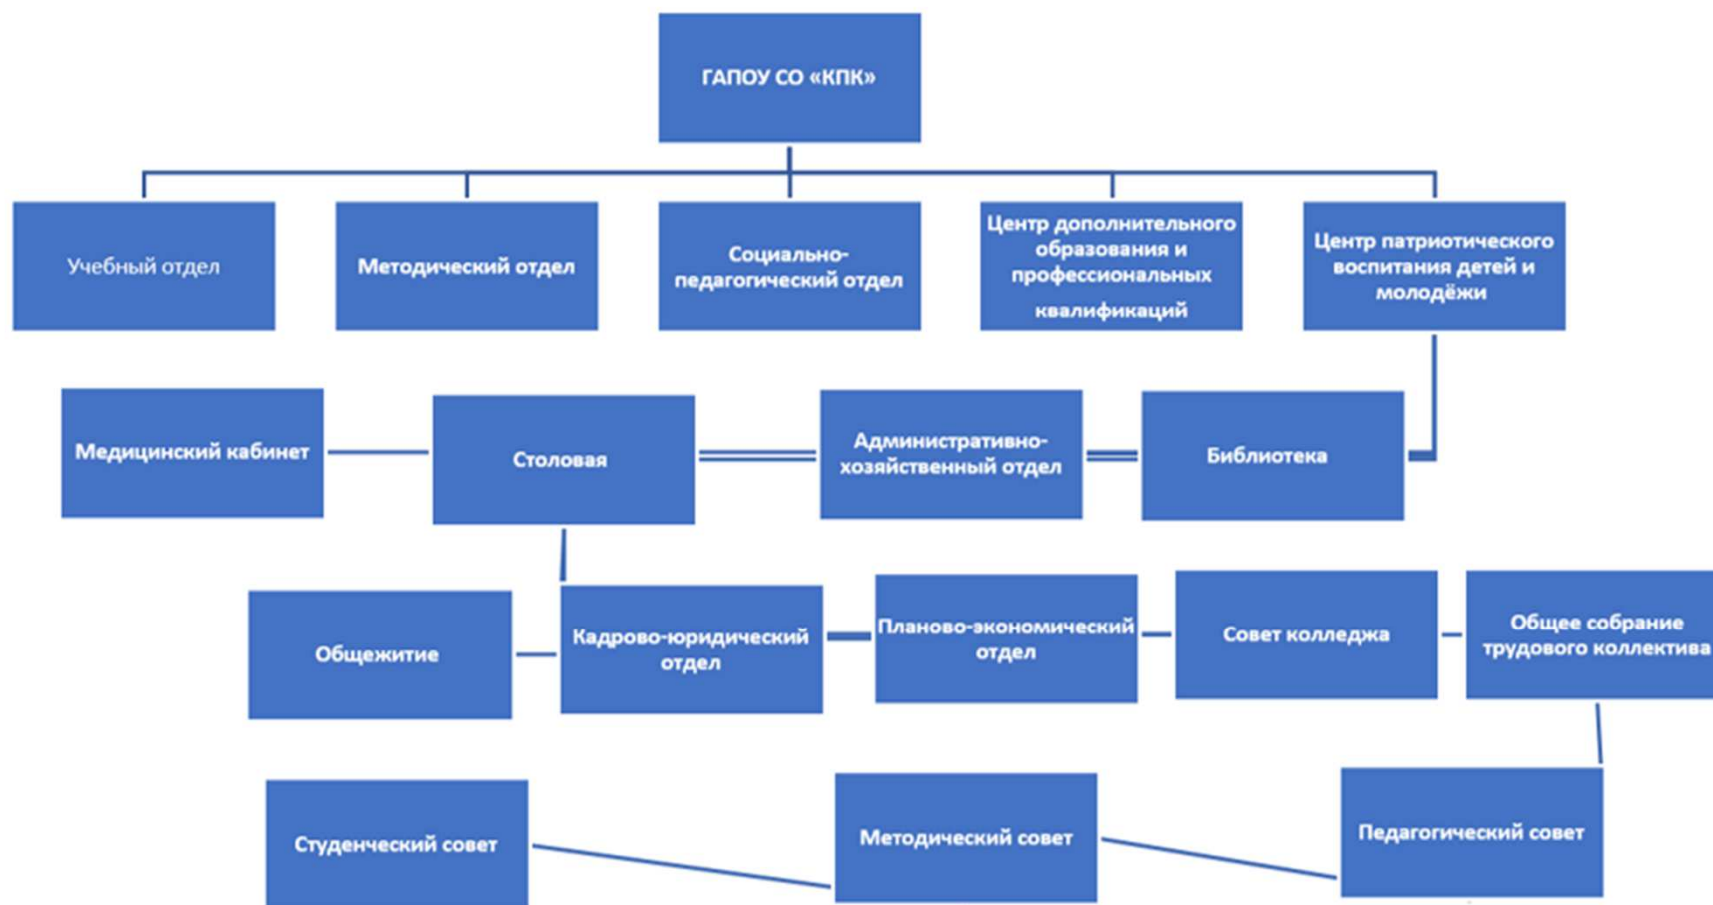 ГАПОУ СО «КПК»
Учебный отдел
Методический отдел
Социально-
педагогический отдел
Центр дополнительного
образования и
профессиональных
квалификаций
Центр патриотического
воспитания детей и
молодёжи
Медицинский кабинет
Столовая
Административно-
хозяйственный отдел
Библиотека
Общежитие
Кадрово-юридический
отдел
Планово-экономический
отдел
Совет колледжа
Общее собрание
трудового коллектива
Студенческий совет
Методический совет
Педагогический совет